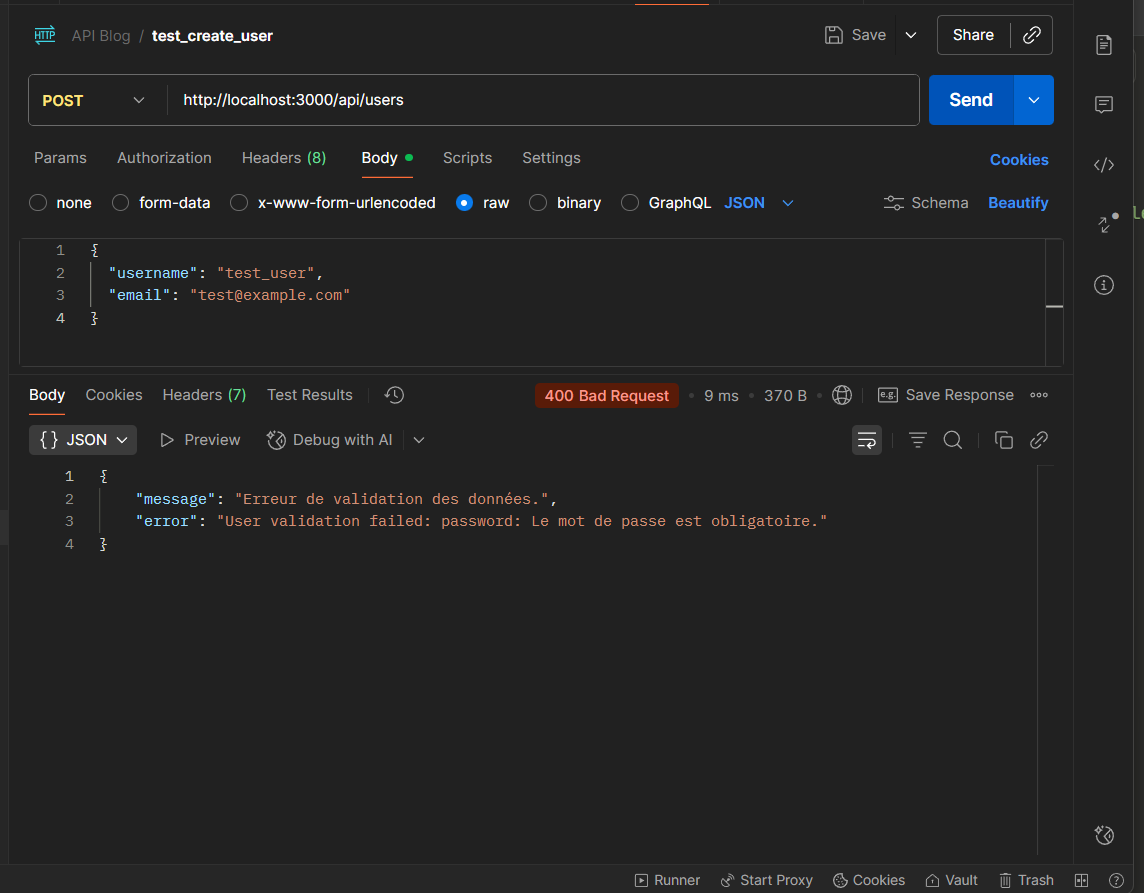 HTTP API Blog / test_create_user Save Share
POST http://localhost:3000/api/users Send
Params Authorization Headers (8) Body Scripts Settings Cookies
none form-data x-www-form-urlencoded raw binary GraphQL JSON Schema Beautify
1 {
2 "username": "test_user",
3 "email": "test@example.com"
4 }
Body Cookies Headers (7) Test Results 400 Bad Request • 9 ms • 370 B • e.g. Save Response
{} JSON Preview Debug with AI
1 {
2 "message": "Erreur de validation des données.",
3 "error": "User validation failed: password: Le mot de passe est obligatoire."
4 }
Runner Start Proxy Cookies Vault Trash